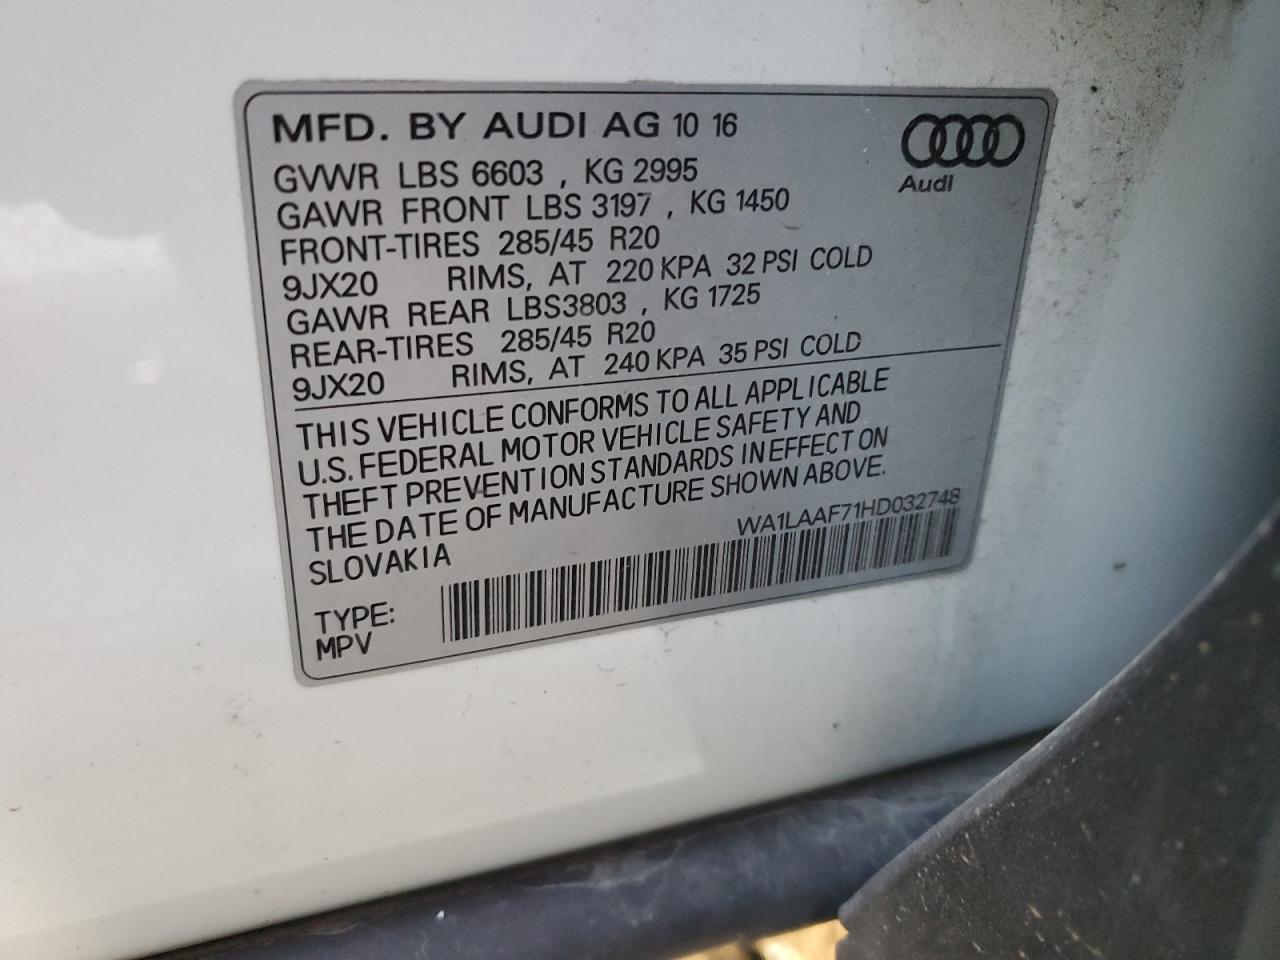 MFD. BY AUDI AG 10 16
Audi
GVWR LBS 6603 , KG 2995
GAWR FRONT LBS 3197 , KG 1450
FRONT-TIRES 285/45 R20
9JX20 RIMS, AT 220 KPA 32 PSI COLD
GAWR REAR LBS3803 , KG 1725
REAR-TIRES 285/45 R20
9JX20 RIMS, AT 240 KPA 35 PSI COLD
THIS VEHICLE CONFORMS TO ALL APPLICABLE
U.S. FEDERAL MOTOR VEHICLE SAFETY AND
THEFT PREVENTION STANDARDS IN EFFECT ON
THE DATE OF MANUFACTURE SHOWN ABOVE.
SLOVAKIA
WA1LAAF71HD032748
TYPE:
MPV